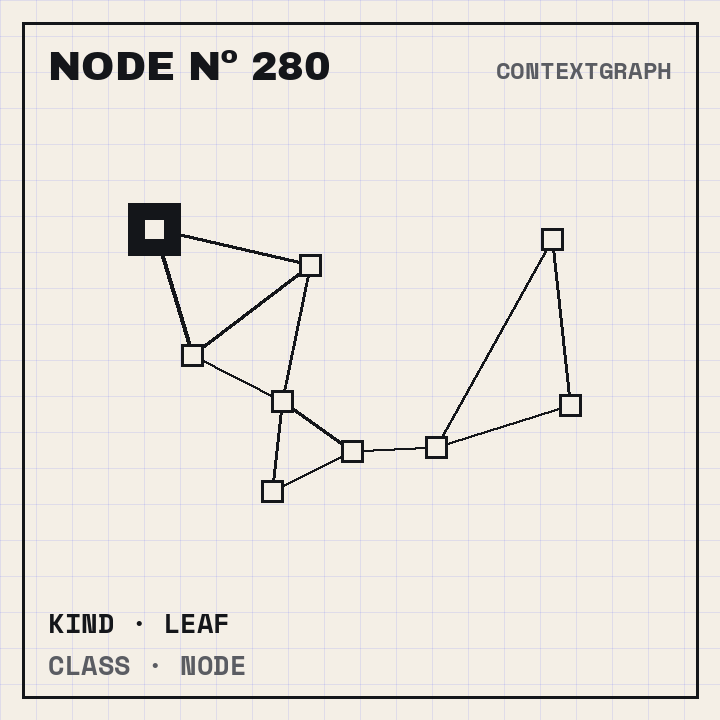 NODE Nº 280
CONTEXTGRAPH
KIND · LEAF
CLASS · NODE